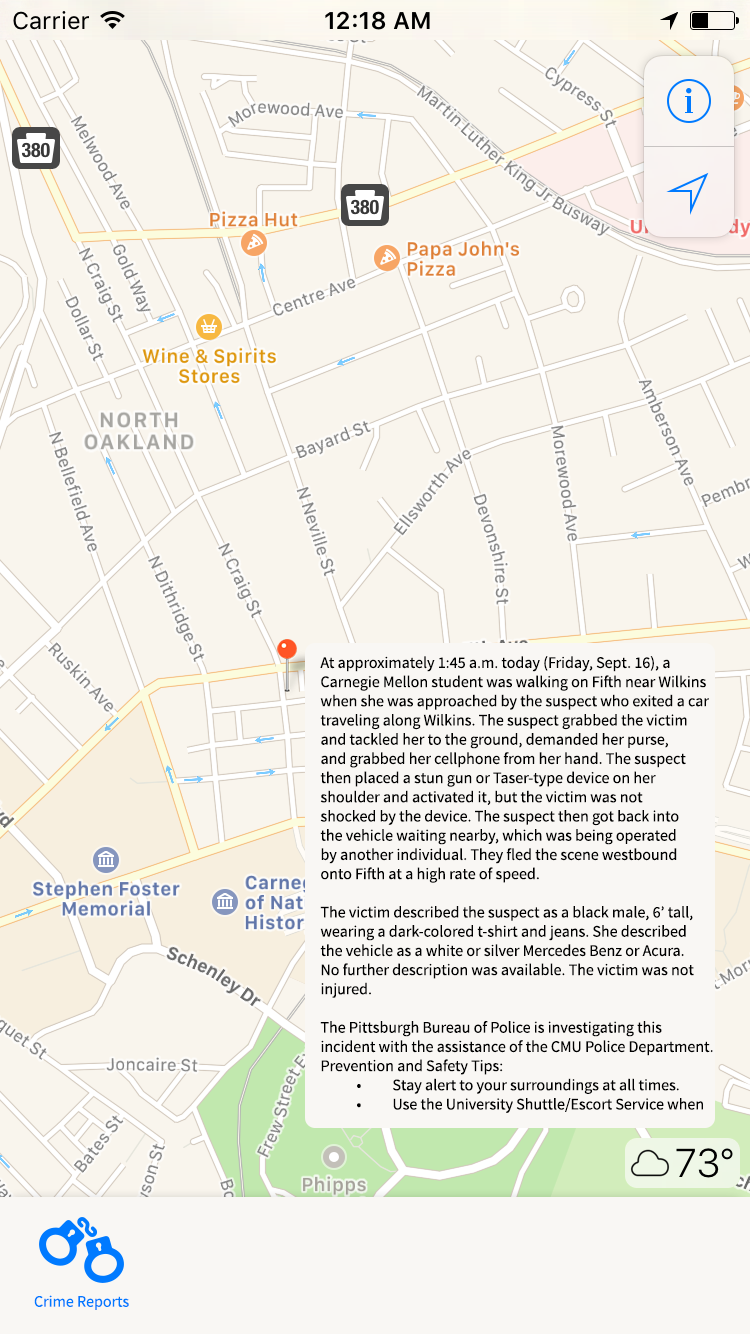 Carrier 12:18 AM
Cypress St
Morewood Ave
Martin Luther King Jr Busway
Melwood Ave
380
380
Pizza Hut
Papa John's
Pizza
N Craig St
Gold Way
Centre Ave
Dollar St
Wine & Spirits
Stores
NORTH
OAKLAND
Amberson Ave
Bayard St
N Bellefield Ave
Ellsworth Ave
Morewood Ave
N Neville St
Devonshire St
N Craig St
N Dithridge St
Ruskin Ave
At approximately 1:45 a.m. today (Friday, Sept. 16), a
Carnegie Mellon student was walking on Fifth near Wilkins
when she was approached by the suspect who exited a car
traveling along Wilkins. The suspect grabbed the victim
and tackled her to the ground, demanded her purse,
and grabbed her cellphone from her hand. The suspect
then placed a stun gun or Taser-type device on her
shoulder and activated it, but the victim was not
shocked by the device. The suspect then got back into
the vehicle waiting nearby, which was being operated
by another individual. They fled the scene westbound
onto Fifth at a high rate of speed.
The victim described the suspect as a black male, 6’ tall,
wearing a dark-colored t-shirt and jeans. She described
the vehicle as a white or silver Mercedes Benz or Acura.
No further description was available. The victim was not
injured.
The Pittsburgh Bureau of Police is investigating this
incident with the assistance of the CMU Police Department.
Prevention and Safety Tips:
• Stay alert to your surroundings at all times.
• Use the University Shuttle/Escort Service when
Stephen Foster
Memorial
Carneg
of Nat
Histor
Schenley Dr
quet St
Joncaire St
Frew Street E
Bates St
Phipps
73°
Crime Reports